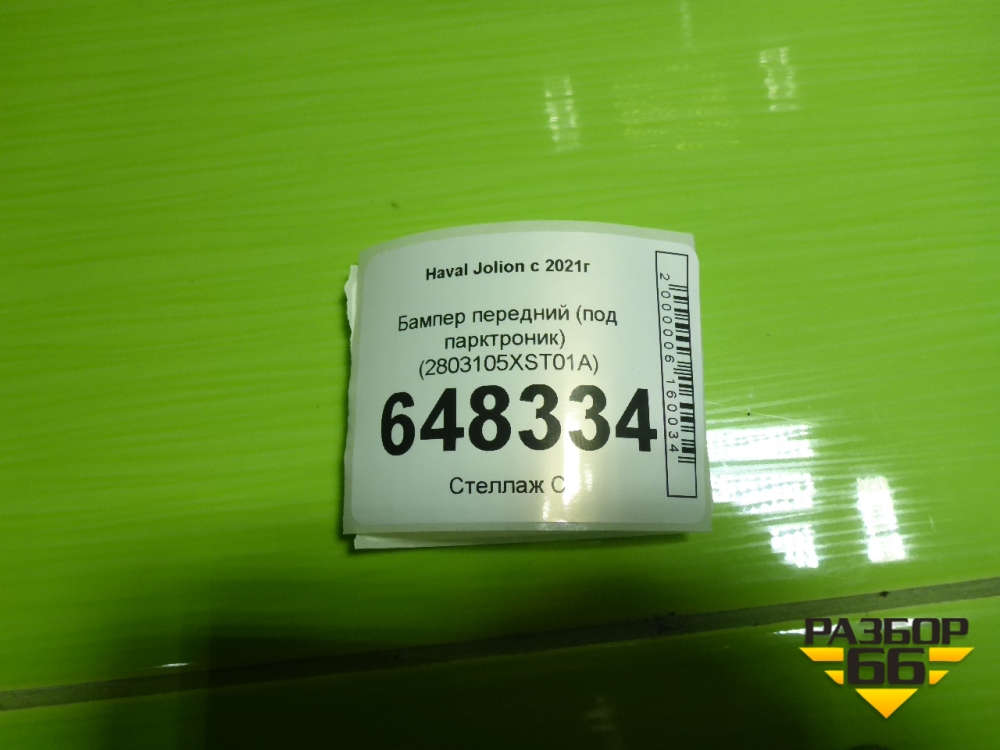 Haval Jolion с 2021г
Бампер передний (под
парктроник)
(2803105XST01A)
648334
Стеллаж С
2000006160034
РАЗБОР
66